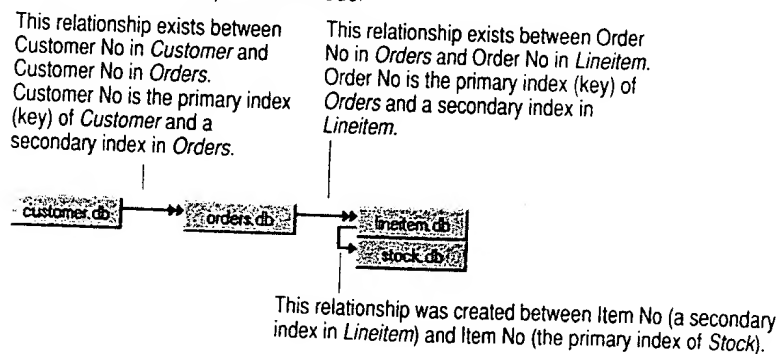 This relationship exists between
Customer No in Customer and
Customer No in Orders.
Customer No is the primary index
(key) of Customer and a
secondary index in Orders.
This relationship exists between Order
No in Orders and Order No in Lineitem.
Order No is the primary index (key) of
Orders and a secondary index in
Lineitem.
customer.db
orders.db
lineitem.db
stock.db
This relationship was created between Item No (a secondary
index in Lineitem) and Item No (the primary index of Stock).